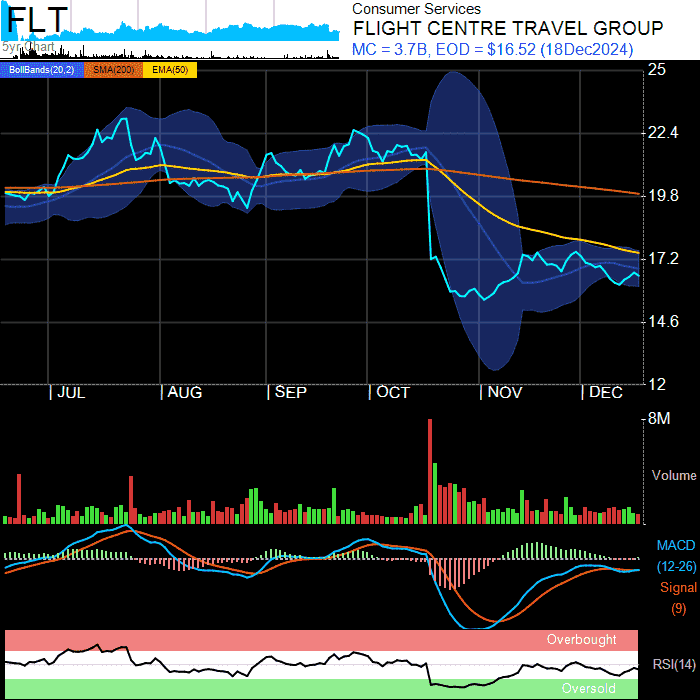 FLT
5yr Chart
Consumer Services
FLIGHT CENTRE TRAVEL GROUP
MC = 3.7B, EOD = $16.52 (18Dec2024)
BollBands(20,2) SMA(200) EMA(50)
25
22.4
19.8
17.2
14.6
12
JUL AUG SEP OCT NOV DEC
8M
Volume
MACD
(12-26)
Signal
(9)
Overbought
RSI(14)
Oversold